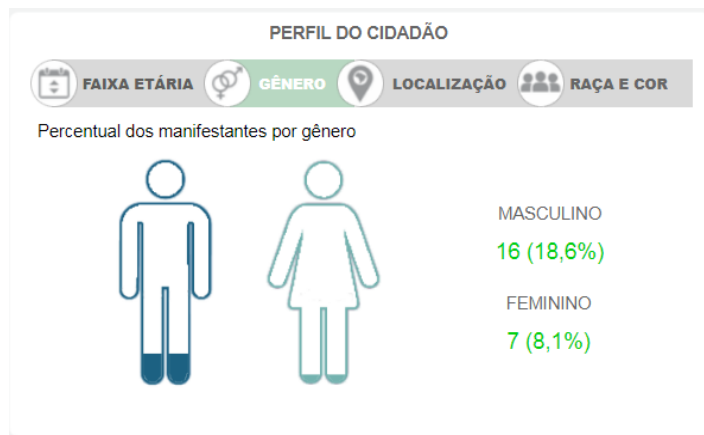 PERFIL DO CIDADÃO
FAIXA ETÁRIA GÊNERO LOCALIZAÇÃO RAÇA E COR
Percentual dos manifestantes por gênero
MASCULINO
16 (18,6%)
FEMININO
7 (8,1%)